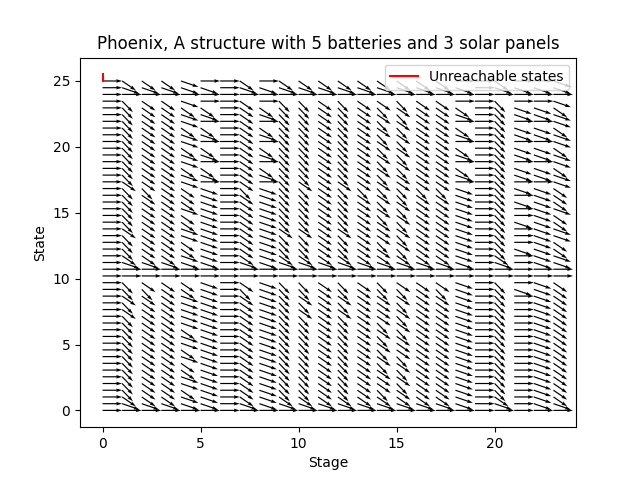 Phoenix, A structure with 5 batteries and 3 solar panels
Unreachable states
25
20
15
10
5
0
State
0
5
10
15
20
Stage